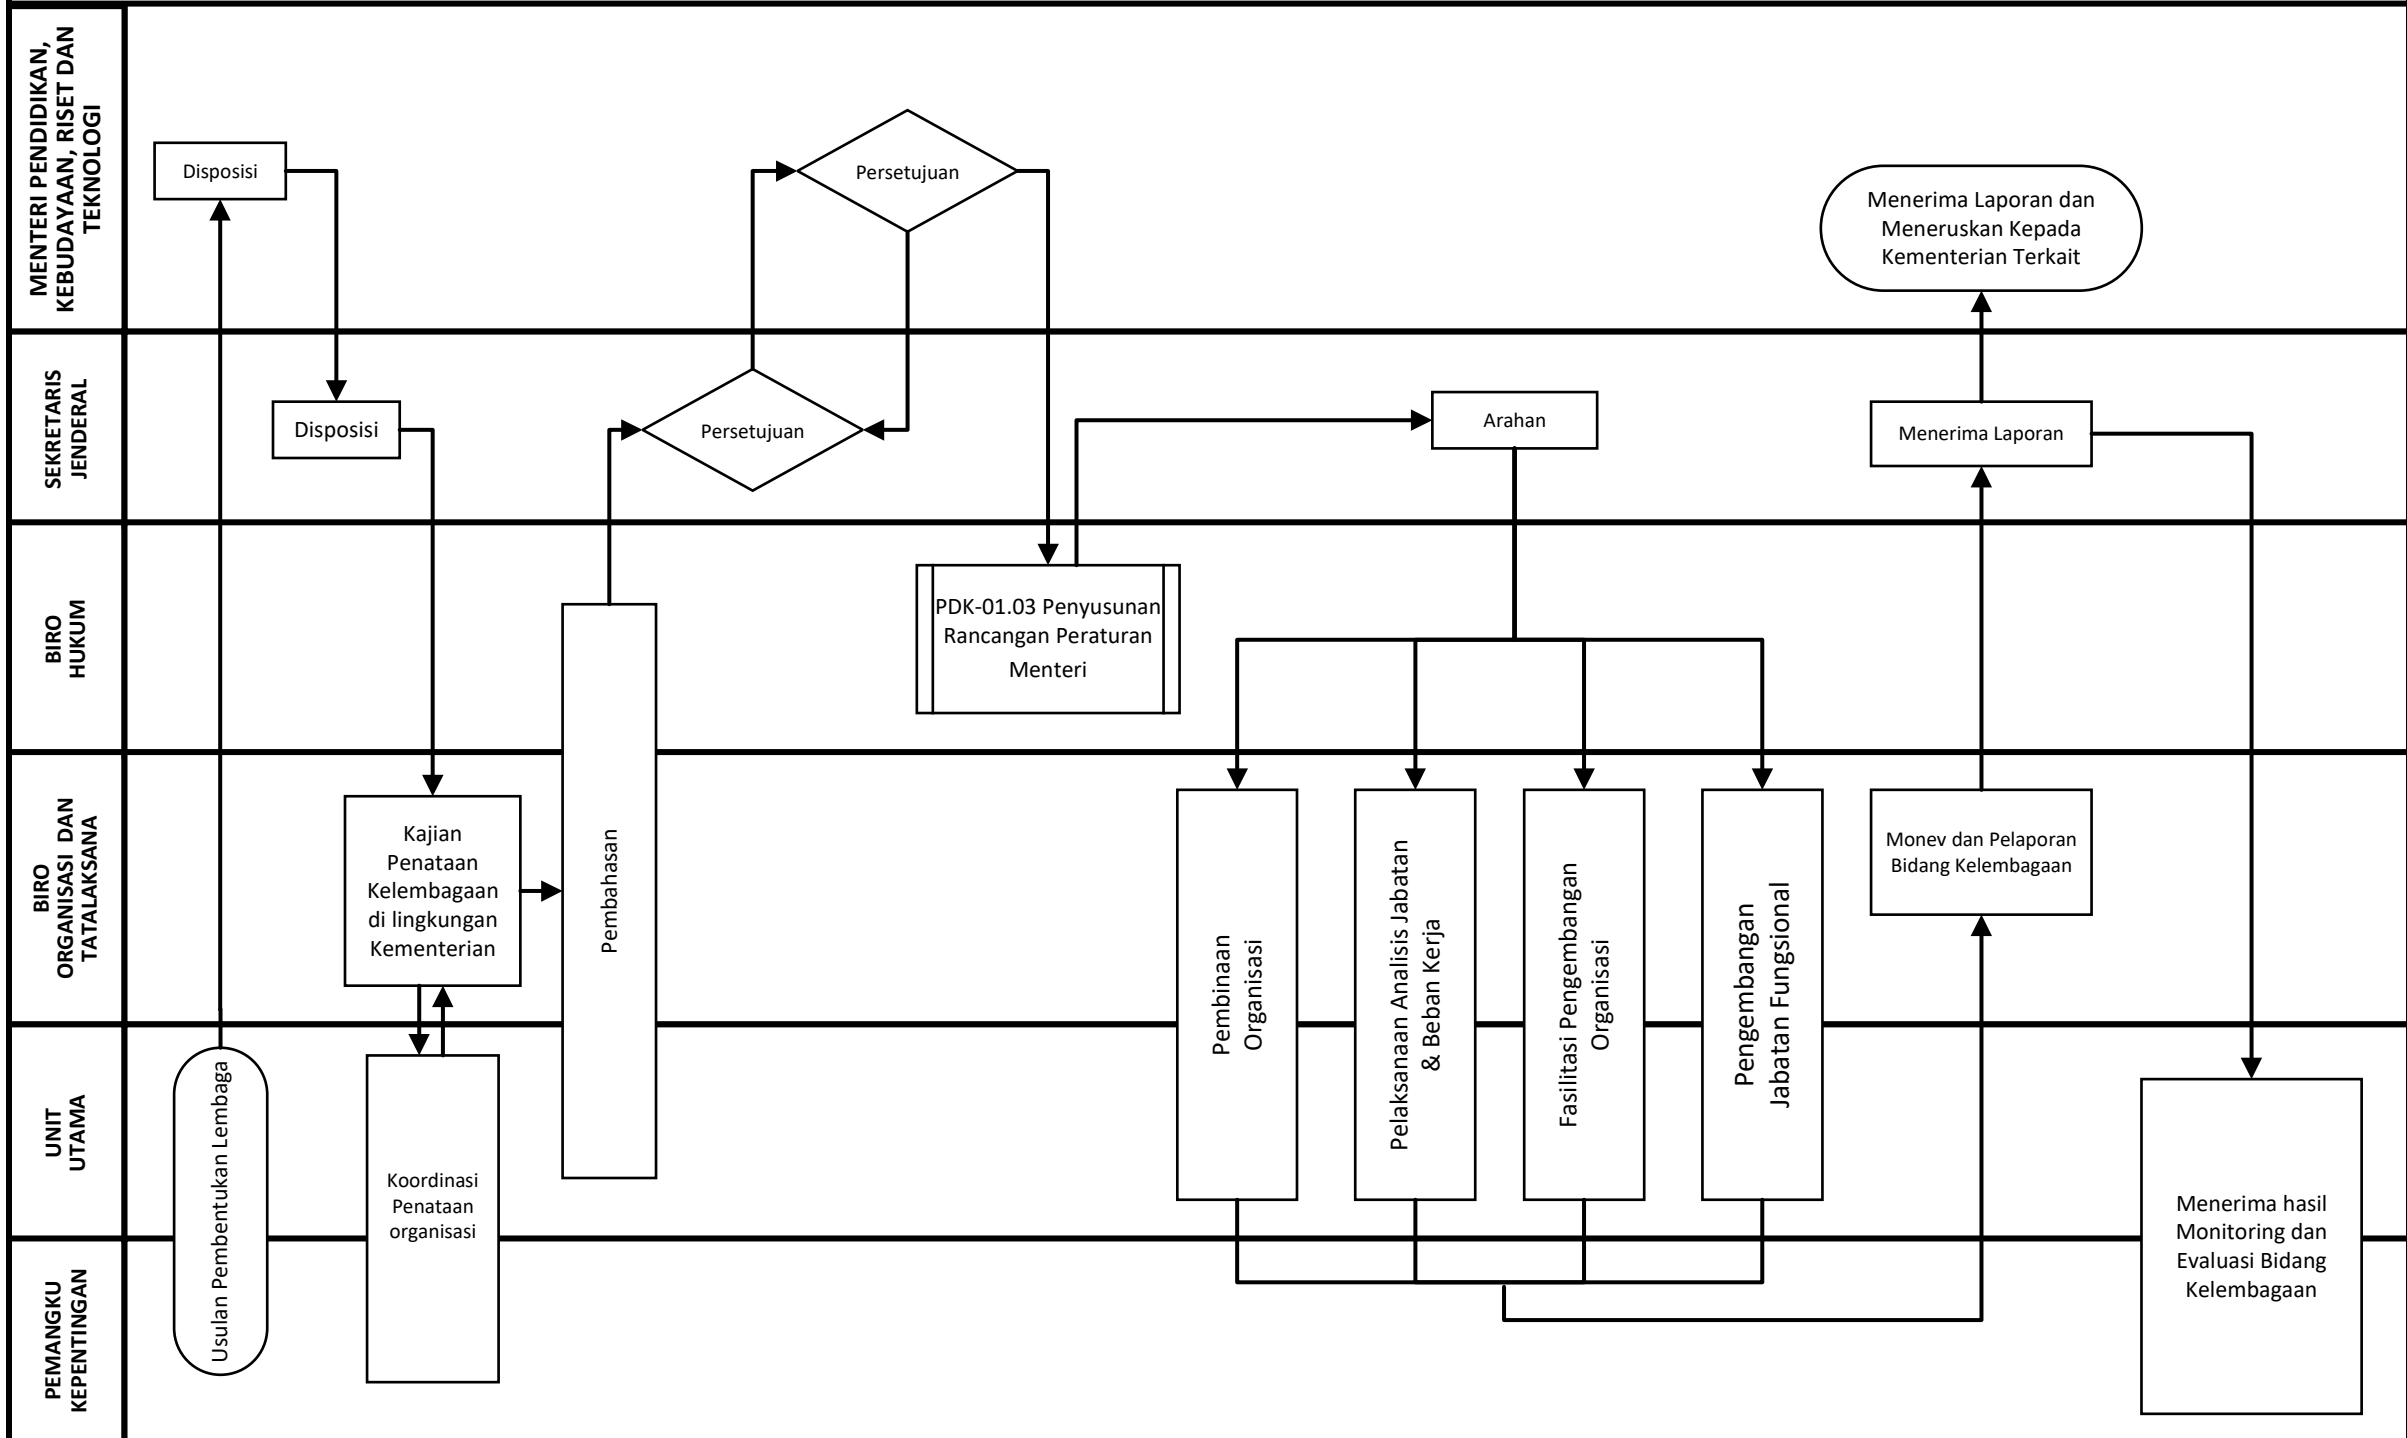 MENTERI PENDIDIKAN,
KEBUDAYAAN, RISET DAN
TEKNOLOGI
Disposisi
Persetujuan
Menerima Laporan dan
Meneruskan Kepada
Kementerian Terkait
SEKRETARIS
JENDERAL
Disposisi
Persetujuan
Arahan
Menerima Laporan
BIRO
HUKUM
PDK-01.03 Penyusunan
Rancangan Peraturan
Menteri
BIRO
ORGANISASI DAN
TATALAKSANA
Kajian
Penataan
Kelembagaan
di lingkungan
Kementerian
Pembahasan
Pembinaan
Organisasi
Pelaksanaan Analisis Jabatan
& Beban Kerja
Fasilitasi Pengembangan
Organisasi
Pengembangan
Jabatan Fungsional
Monev dan Pelaporan
Bidang Kelembagaan
UNIT
UTAMA
Usulan Pembentukan Lembaga
Koordinasi
Penataan
organisasi
Menerima hasil
Monitoring dan
Evaluasi Bidang
Kelembagaan
PEMANGKU
KEPENTINGAN